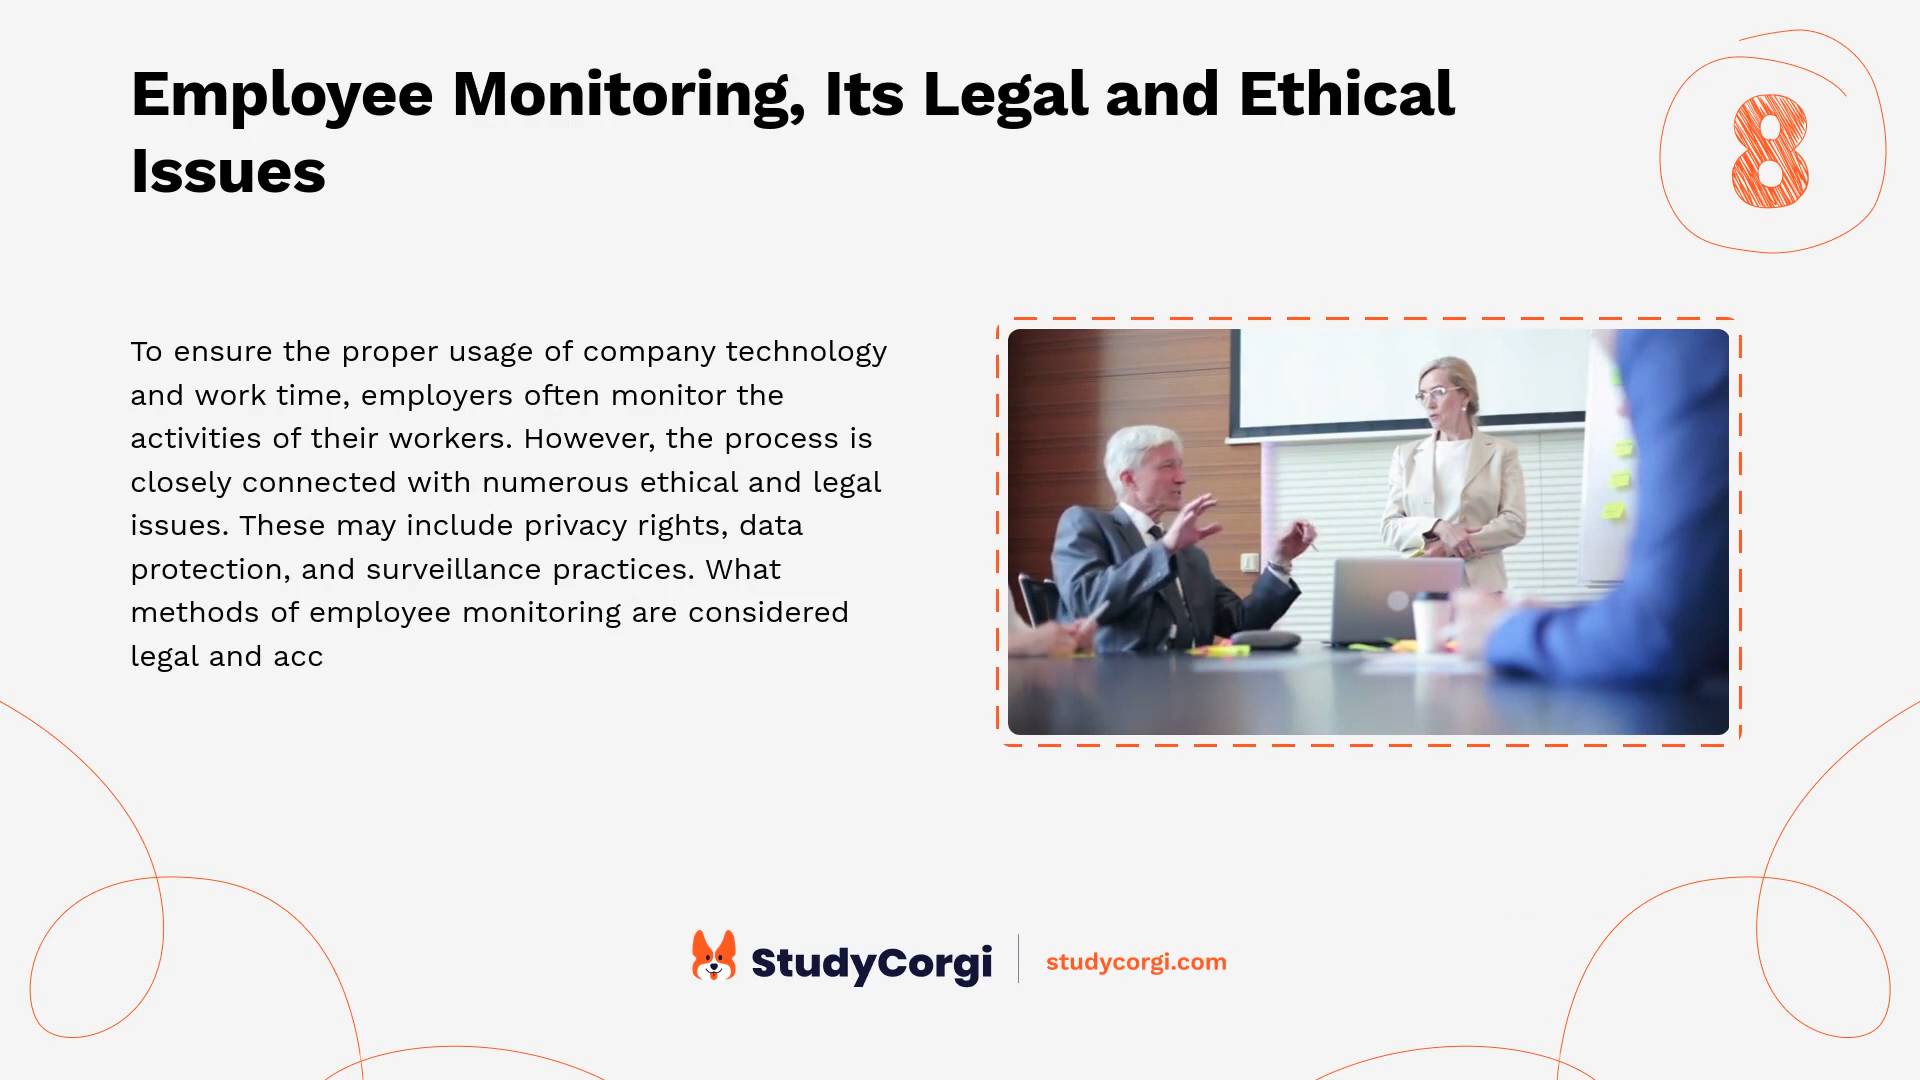 Employee Monitoring, Its Legal and Ethical
Issues
8
To ensure the proper usage of company technology
and work time, employers often monitor the
activities of their workers. However, the process is
closely connected with numerous ethical and legal
issues. These may include privacy rights, data
protection, and surveillance practices. What
methods of employee monitoring are considered
legal and acc
StudyCorgi
studycorgi.com